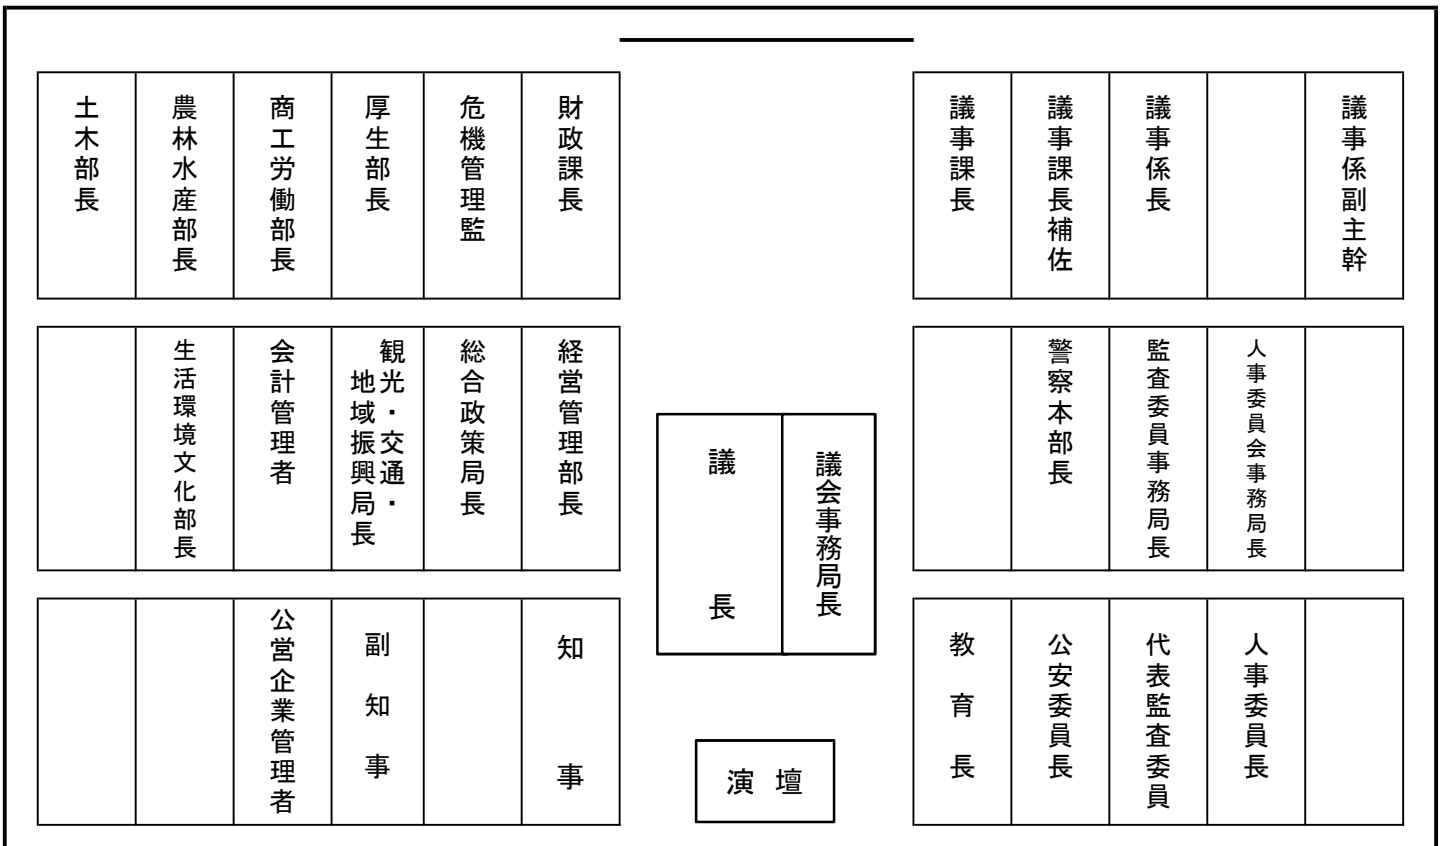 土木部長
農林水産部長
商工労働部長
厚生部長
危機管理監
財政課長
議事課長
議事課長補佐
議事係長
議事係副主幹
生活環境文化部長
会計管理者
観光・交通・
地域振興局長
総合政策局長
経営管理部長
議長
議会事務局長
警察本部長
監査委員事務局長
人事委員会事務局長
公営企業管理者
副知事
知事
演壇
教育長
公安委員長
代表監査委員
人事委員長